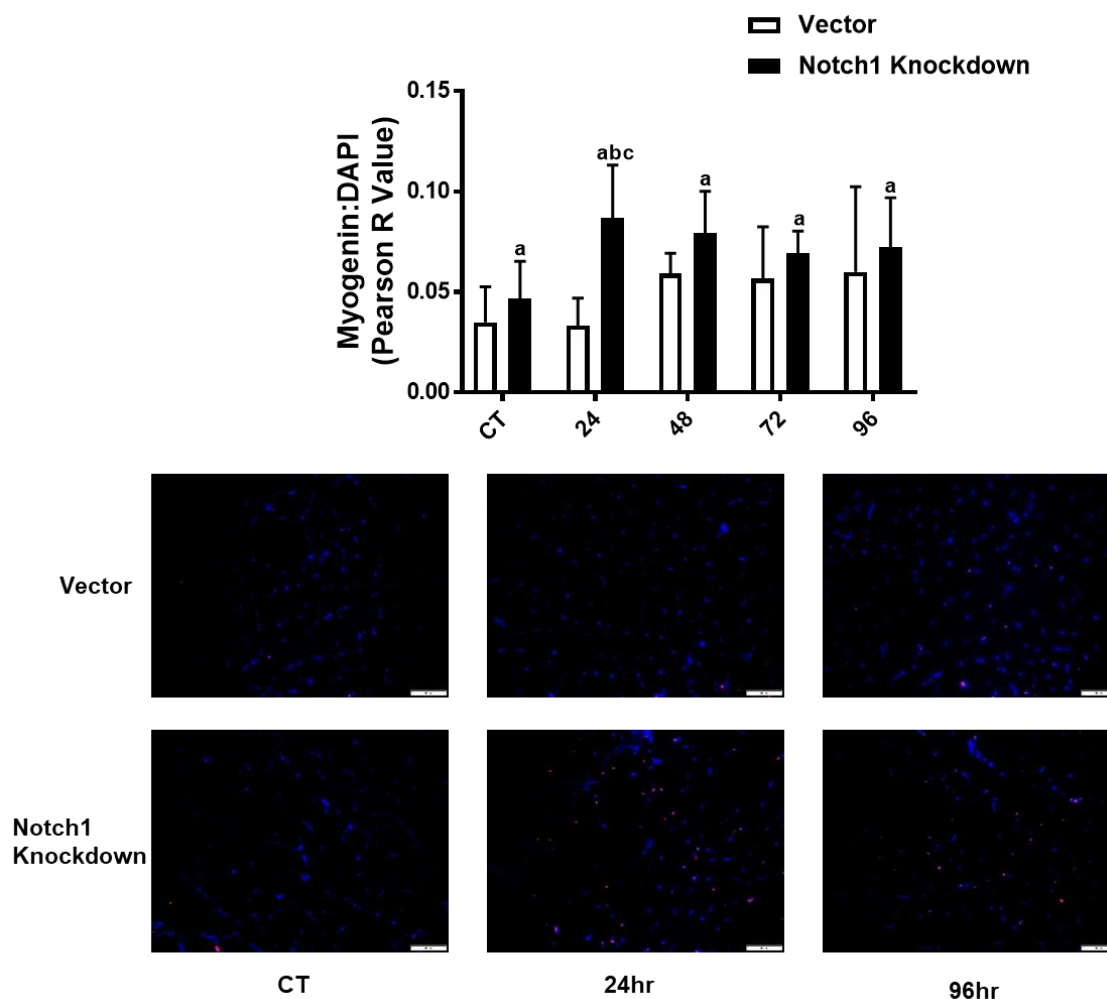 Vector
Notch1 Knockdown
Myogenin:DAPI
(Pearson R Value)
0.15
0.10
0.05
0.00
a
abc
a
a
a
CT
24
48
72
96
Vector
Notch1
Knockdown
CT
24hr
96hr